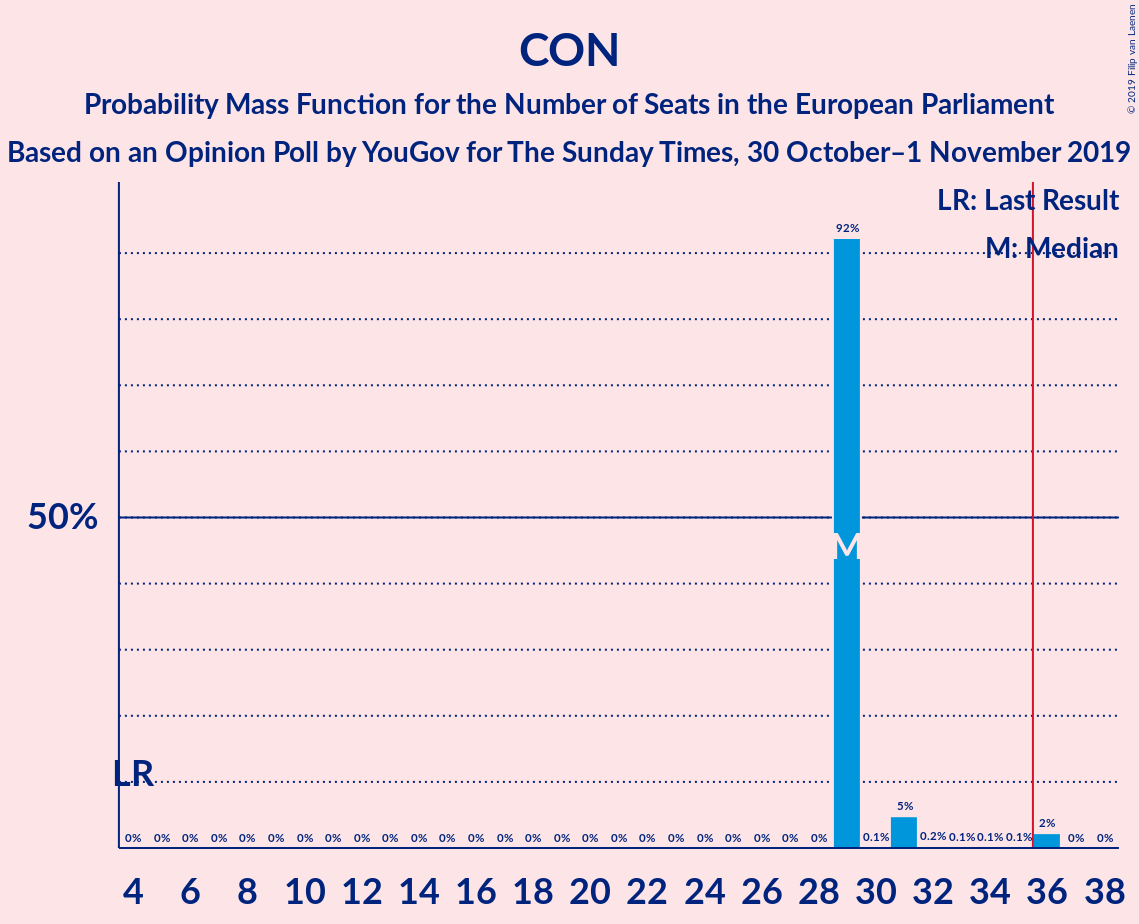 © 2019 Filip van Laenen
CON
Probability Mass Function for the Number of Seats in the European Parliament
Based on an Opinion Poll by YouGov for The Sunday Times, 30 October–1 November 2019
LR: Last Result
M: Median
92%
50%
M
LR
5%
2%
0% 0% 0% 0% 0% 0% 0% 0% 0% 0% 0% 0% 0% 0% 0% 0% 0% 0% 0% 0% 0% 0% 0% 0% 0% 0.1% 0.2% 0.1% 0.1% 0.1% 0% 0%
4 6 8 10 12 14 16 18 20 22 24 26 28 30 32 34 36 38